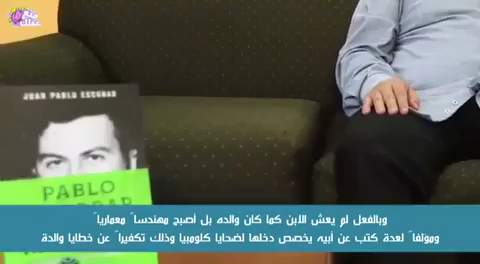 JUAN PABLO ESCOBAR
PABLO
وبالفعل لم يعش الابن كما كان والده بل أصبح مهندساً معمارياً
ومؤلفاً لعدة كتب عن أبيه يخصص دخلها لضحايا كلومبيا وذلك تكفيراً عن خطايا والدة